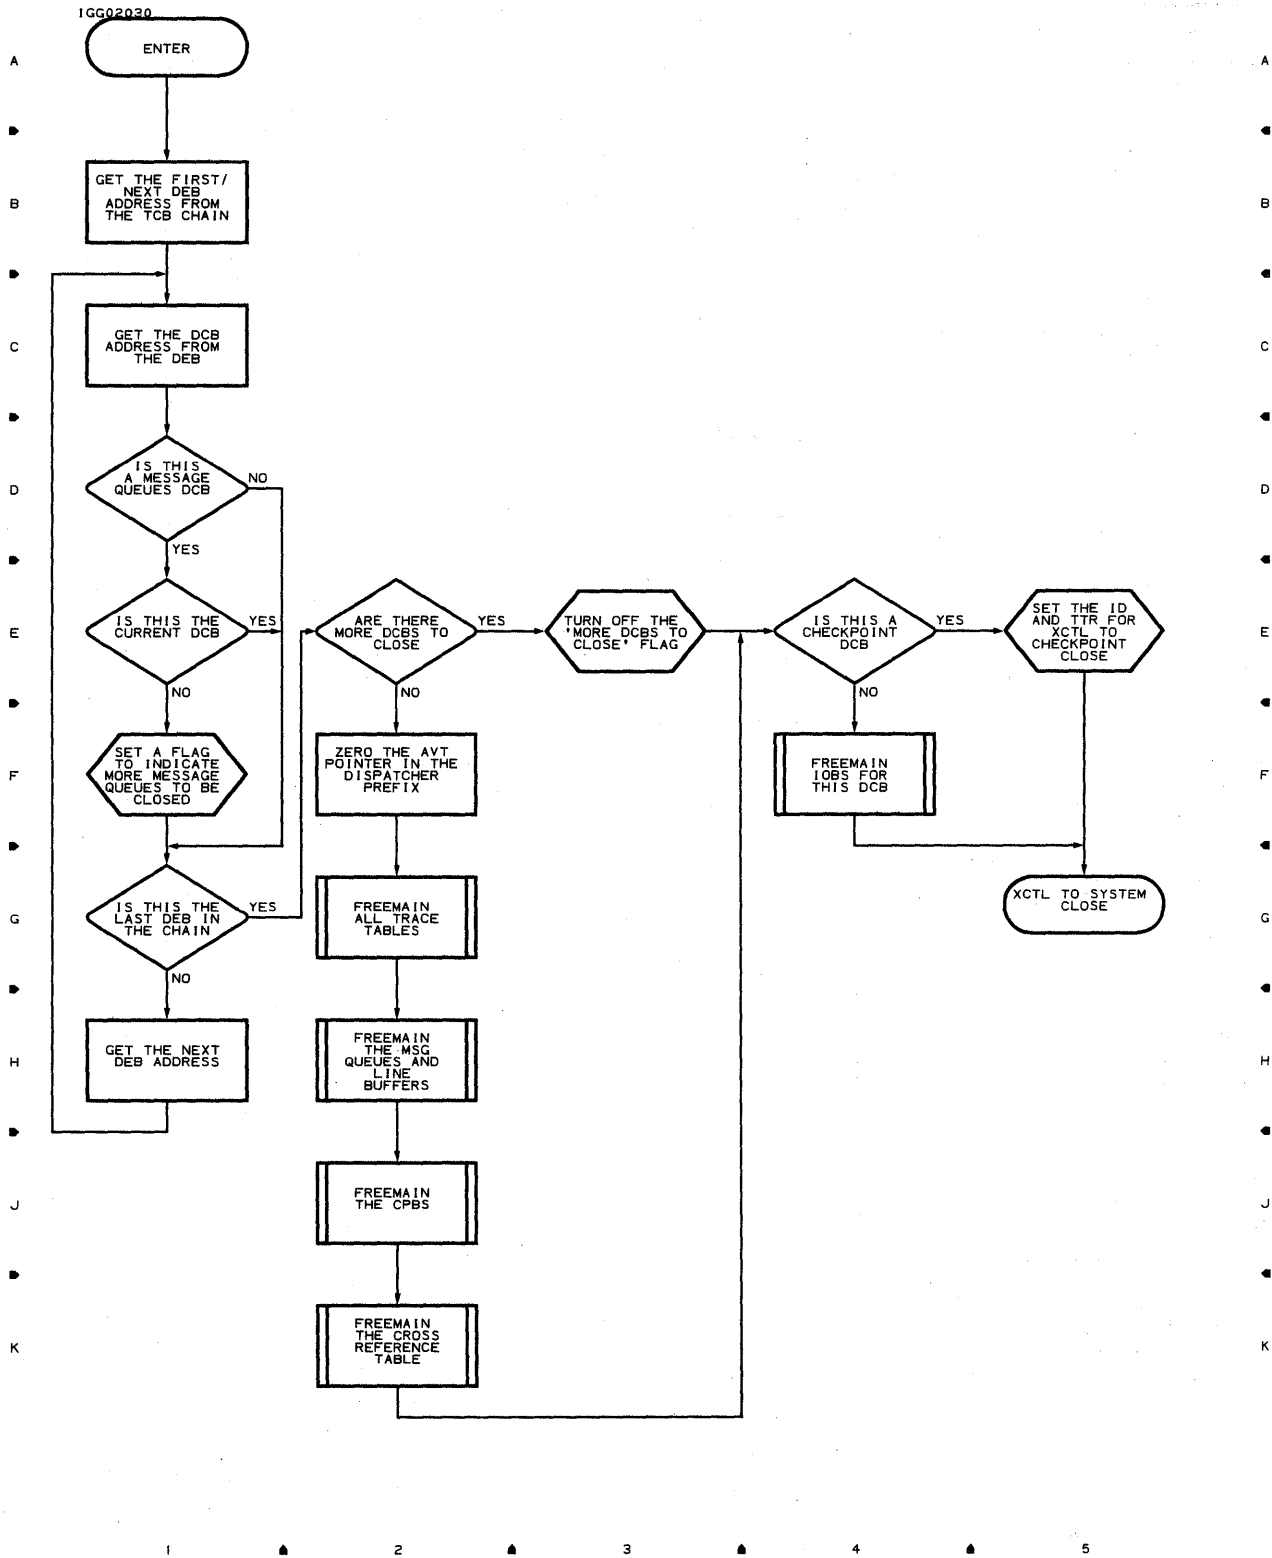 IGG02030
ENTER
A
A
GET THE FIRST/
NEXT DEB
ADDRESS FROM
THE TCB CHAIN
B
B
GET THE DCB
ADDRESS FROM
THE DEB
C
C
IS THIS
A MESSAGE
QUEUES DCB
NO
D
D
YES
IS THIS THE
CURRENT DCB
YES
ARE THERE
MORE DCBS TO
CLOSE
YES
TURN OFF THE
'MORE DCBS TO
CLOSE' FLAG
IS THIS A
CHECKPOINT
DCB
YES
SET THE ID
AND TTR FOR
XCTL TO
CHECKPOINT
CLOSE
E
E
NO
NO
NO
SET A FLAG
TO INDICATE
MORE MESSAGE
QUEUES TO BE
CLOSED
ZERO THE AVT
POINTER IN THE
DISPATCHER
PREFIX
FREEMAIN
IOBS FOR
THIS DCB
F
F
IS THIS THE
LAST DEB IN
THE CHAIN
YES
FREEMAIN
ALL TRACE
TABLES
XCTL TO SYSTEM
CLOSE
G
G
NO
GET THE NEXT
DEB ADDRESS
FREEMAIN
THE MSG
QUEUES AND
LINE
BUFFERS
H
H
FREEMAIN
THE CPBS
J
J
FREEMAIN
THE CROSS
REFERENCE
TABLE
K
K
1 2 3 4 5